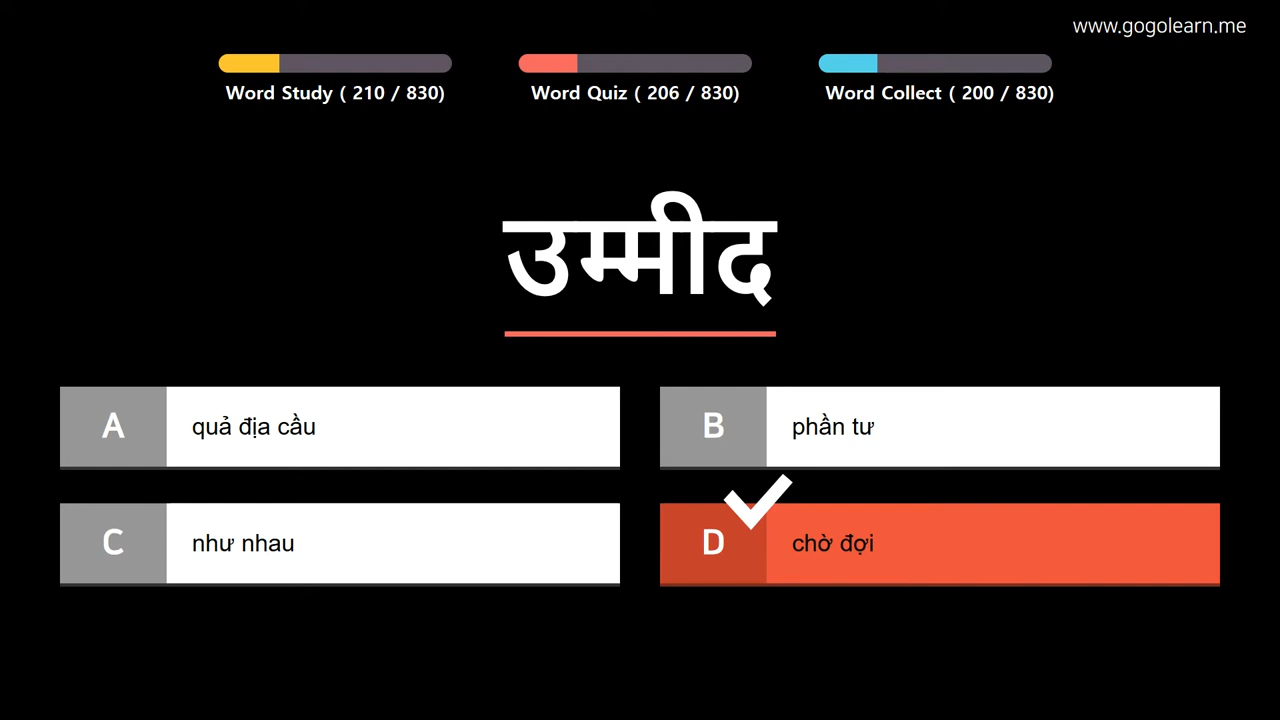 www.gogolearn.me
Word Study ( 210 / 830)
Word Quiz ( 206 / 830)
Word Collect ( 200 / 830)
उम्मीद
A quả địa cầu
B phần tư
C như nhau
D chờ đợi